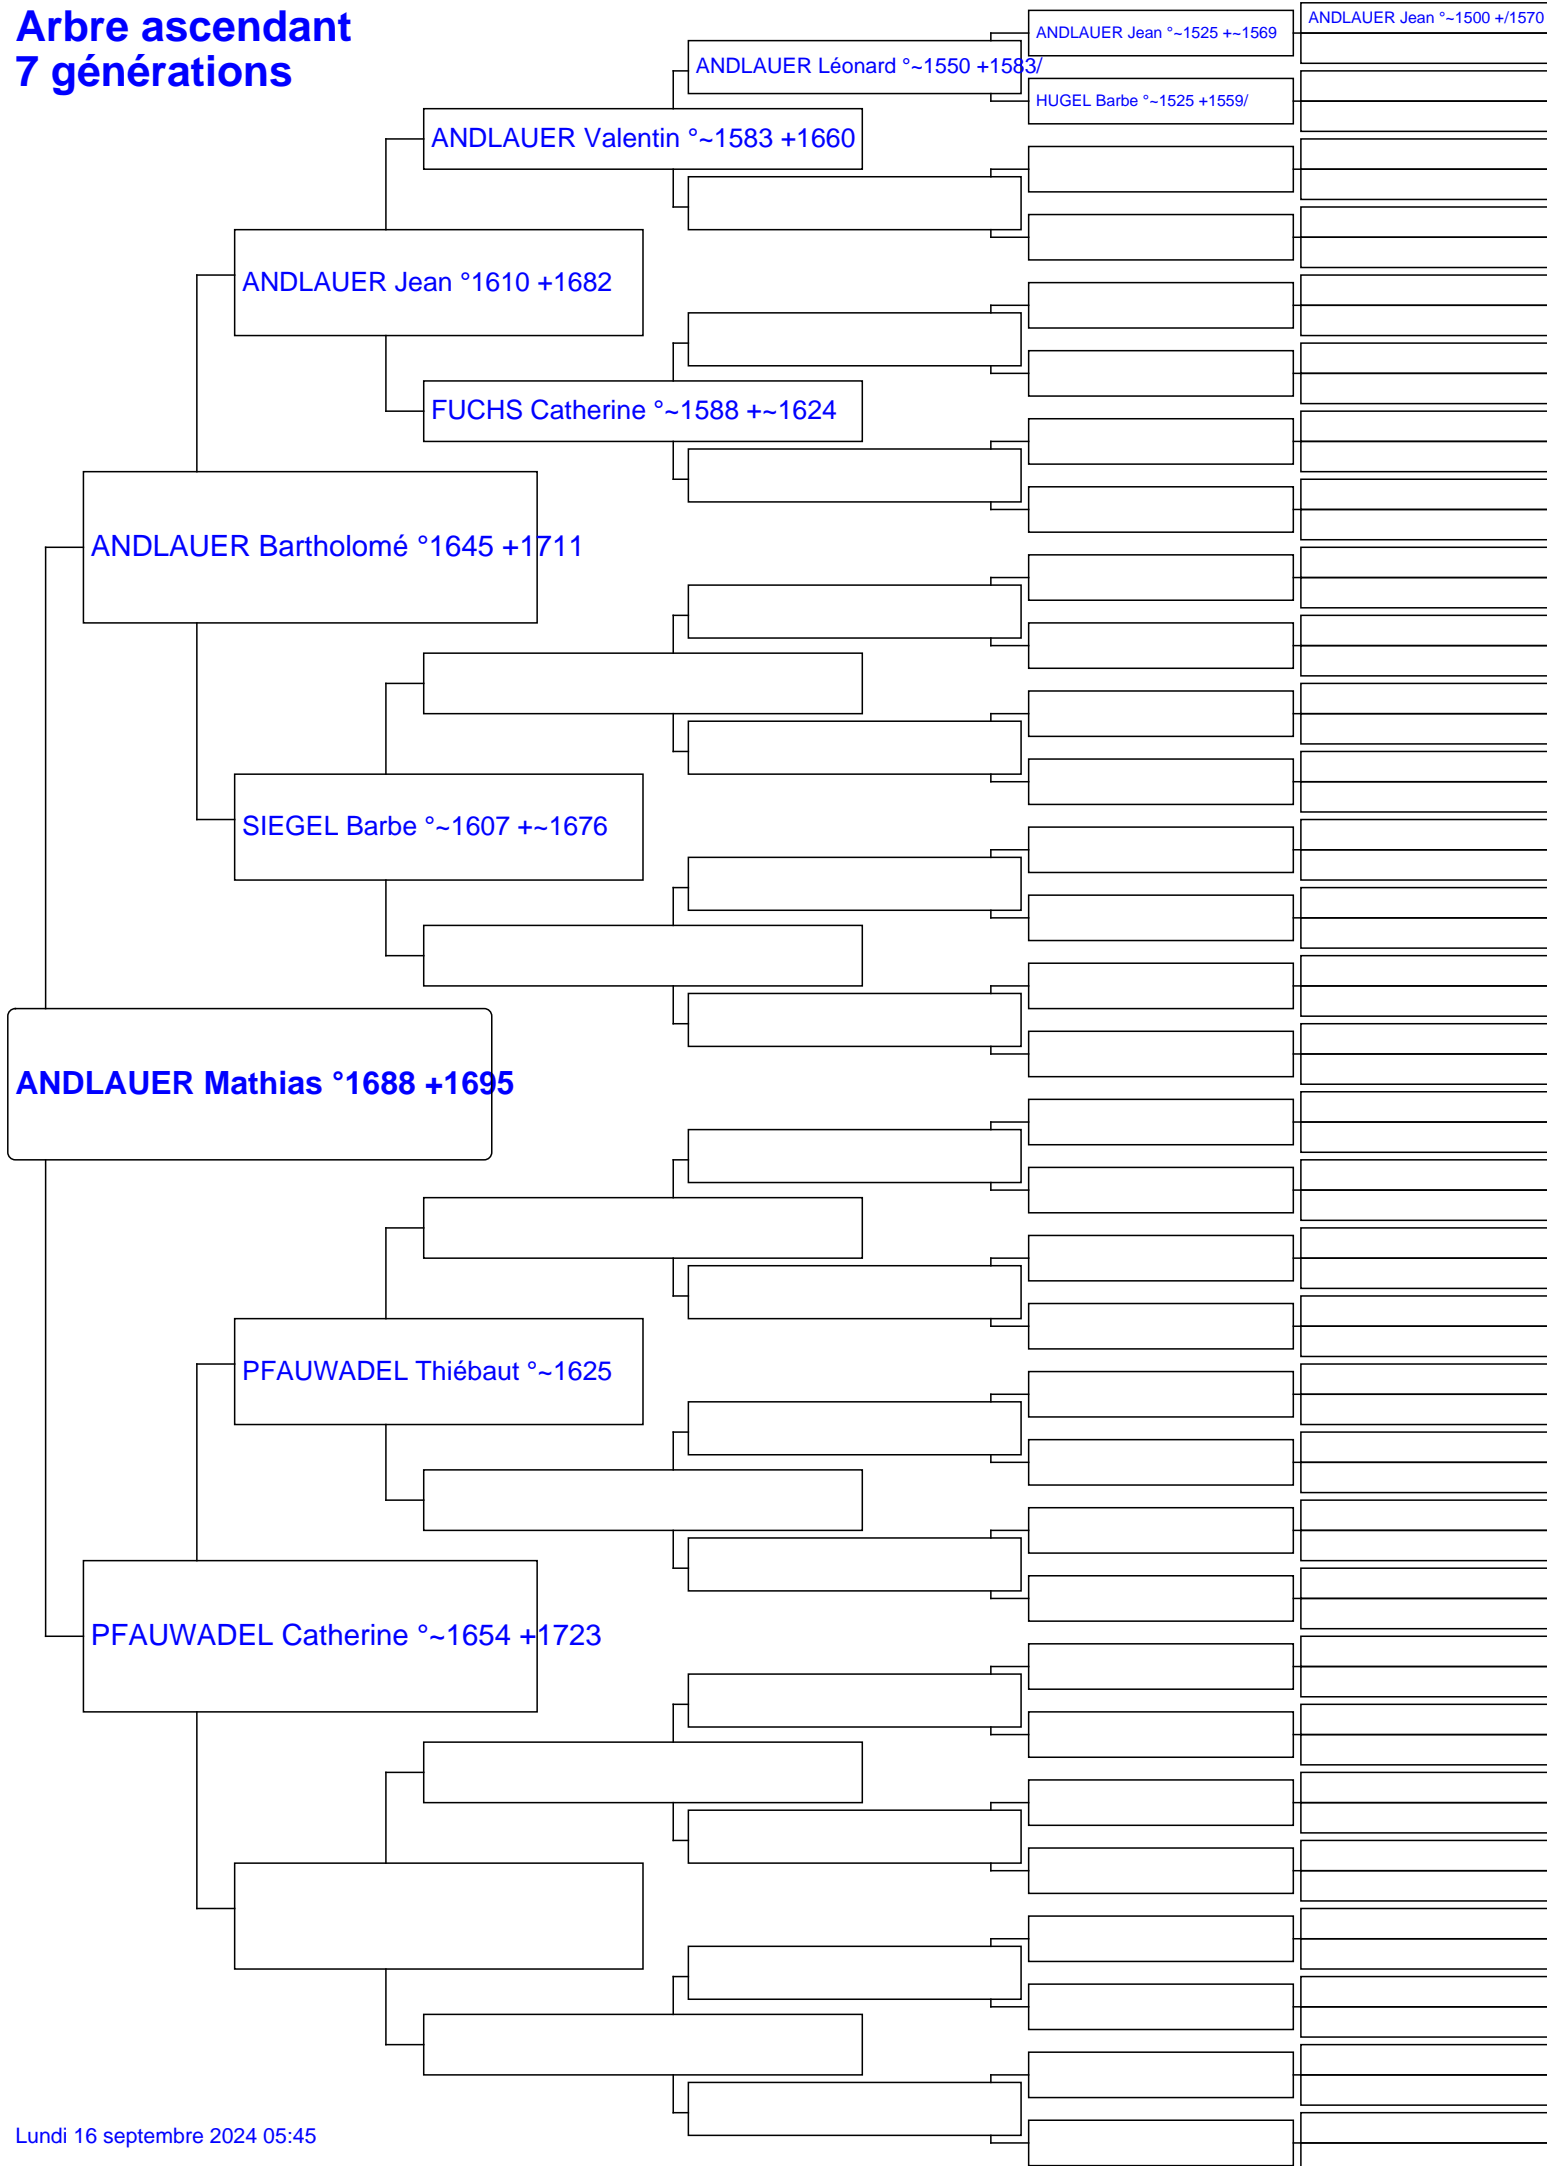 Arbre ascendant
7 générations
ANDLAUER Jean °~1500 +/1570
ANDLAUER Jean °~1525 +~1569
ANDLAUER Léonard °~1550 +1583/
HUGEL Barbe °~1525 +1559/
ANDLAUER Valentin °~1583 +1660
ANDLAUER Jean °1610 +1682
FUCHS Catherine °~1588 +~1624
ANDLAUER Bartholomé °1645 +1711
SIEGEL Barbe °~1607 +~1676
ANDLAUER Mathias °1688 +1695
PFAUWADEL Thiébaut °~1625
PFAUWADEL Catherine °~1654 +1723
Lundi 16 septembre 2024 05:45